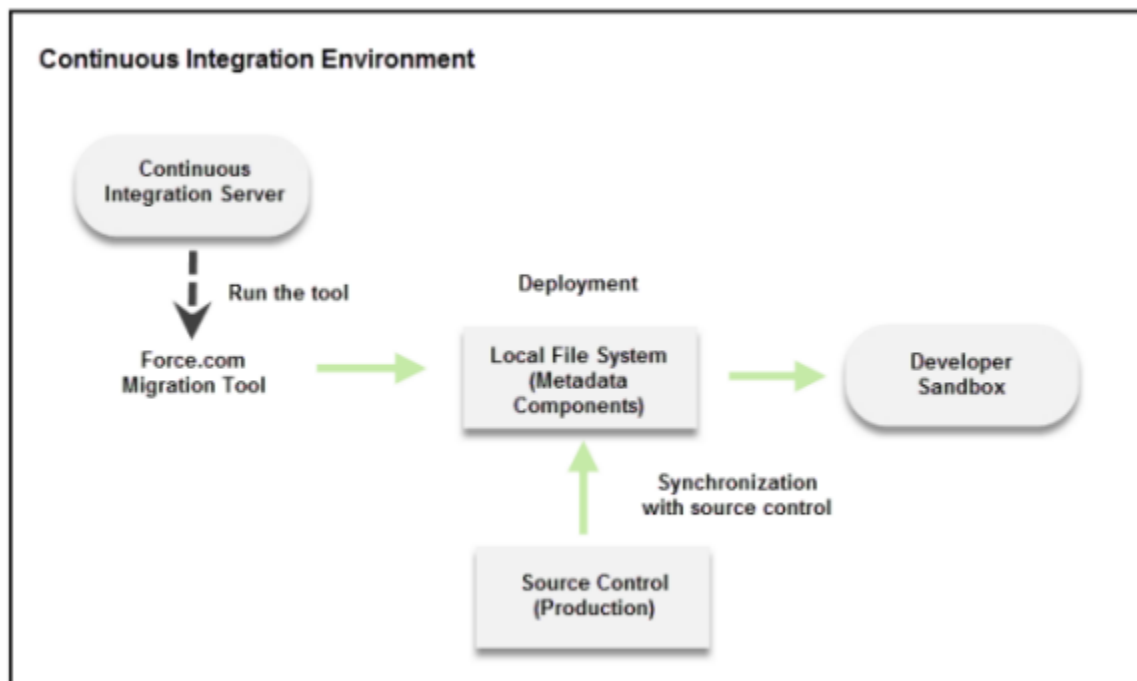 Continuous Integration Environment
Continuous
Integration Server
Run the tool
Force.com
Migration Tool
Deployment
Local File System
(Metadada
Components)
Developer
Sandbox
Synchronization
with source control
Source Control
(Production)